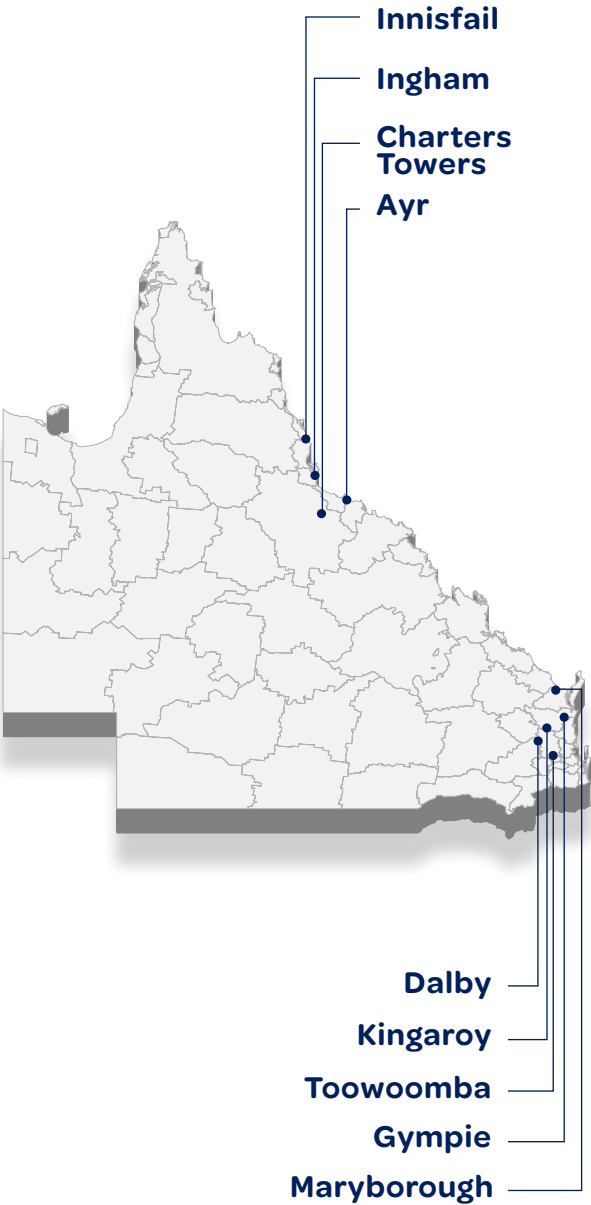 Innisfail
Ingham
Charters
Towers
Ayr
Dalby
Kingaroy
Toowoomba
Gympie
Maryborough